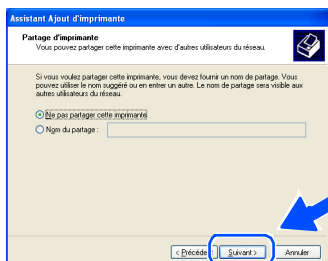 Assistant Ajout d'imprimante
Partage d'imprimante
Vous pouvez partager cette imprimante avec d'autres utilisateurs du réseau.
Si vous voulez partager cette imprimante, vous devez fournir un nom de partage. Vous
pouvez utiliser le nom suggéré ou en entrer un autre. Le nom de partage sera visible aux
autres utilisateurs du réseau.
Ne pas partager cette imprimante
Nom du partage :
< Précéde
Suivant >
Annuler